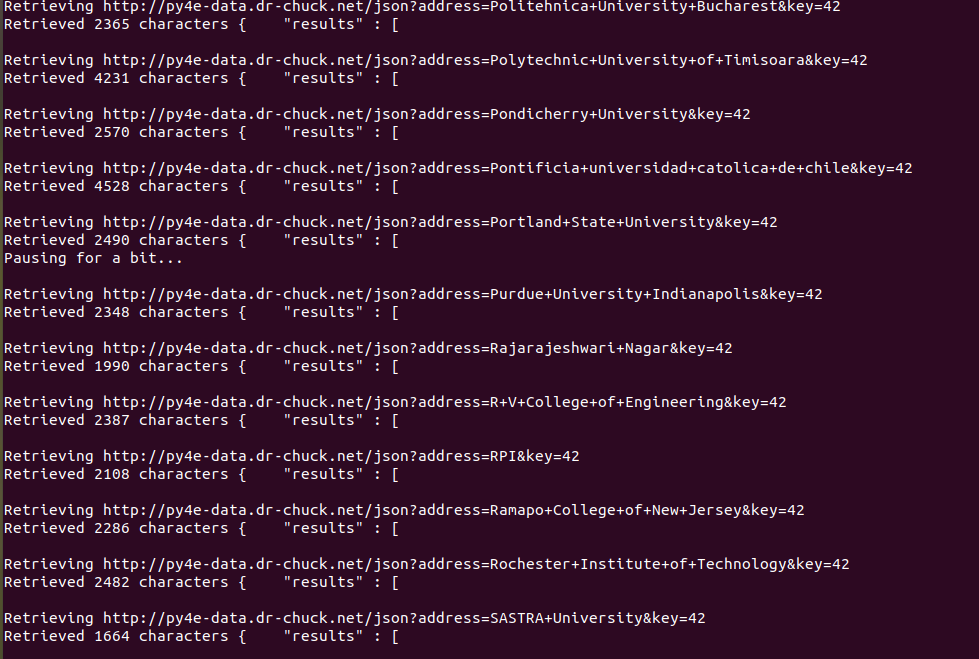 Retrieving http://py4e-data.dr-chuck.net/json?address=Politehnica+University+Bucharest&key=42
Retrieved 2365 characters {    "results" : [
Retrieving http://py4e-data.dr-chuck.net/json?address=Polytechnic+University+of+Timisoara&key=42
Retrieved 4231 characters {    "results" : [
Retrieving http://py4e-data.dr-chuck.net/json?address=Pondicherry+University&key=42
Retrieved 2570 characters {    "results" : [
Retrieving http://py4e-data.dr-chuck.net/json?address=Pontificia+universidad+catolica+de+chile&key=42
Retrieved 4528 characters {    "results" : [
Retrieving http://py4e-data.dr-chuck.net/json?address=Portland+State+University&key=42
Retrieved 2490 characters {    "results" : [
Pausing for a bit...
Retrieving http://py4e-data.dr-chuck.net/json?address=Purdue+University+Indianapolis&key=42
Retrieved 2348 characters {    "results" : [
Retrieving http://py4e-data.dr-chuck.net/json?address=Rajarajeshwari+Nagar&key=42
Retrieved 1990 characters {    "results" : [
Retrieving http://py4e-data.dr-chuck.net/json?address=R+V+College+of+Engineering&key=42
Retrieved 2387 characters {    "results" : [
Retrieving http://py4e-data.dr-chuck.net/json?address=RPI&key=42
Retrieved 2108 characters {    "results" : [
Retrieving http://py4e-data.dr-chuck.net/json?address=Ramapo+College+of+New+Jersey&key=42
Retrieved 2286 characters {    "results" : [
Retrieving http://py4e-data.dr-chuck.net/json?address=Rochester+Institute+of+Technology&key=42
Retrieved 2482 characters {    "results" : [
Retrieving http://py4e-data.dr-chuck.net/json?address=SASTRA+University&key=42
Retrieved 1664 characters {    "results" : [